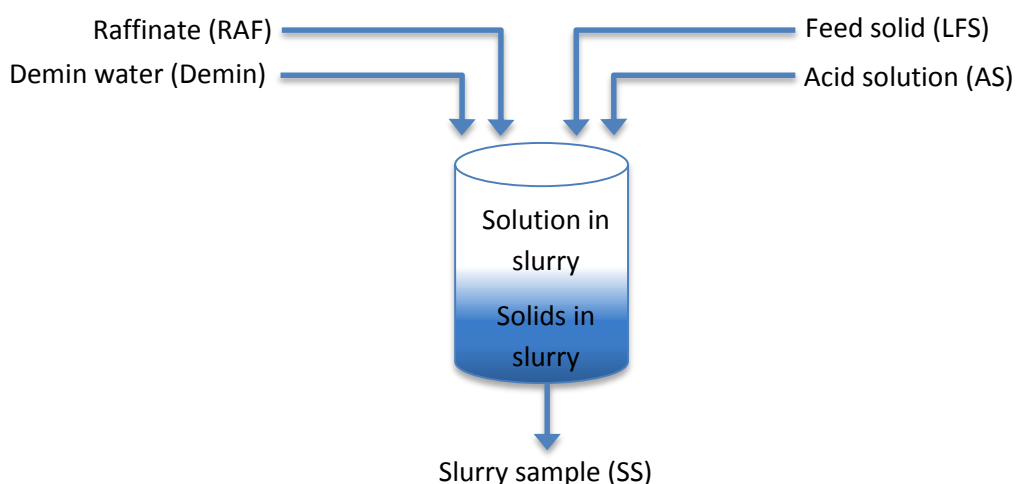 Raffinate (RAF)
Feed solid (LFS)
Demin water (Demin)
Acid solution (AS)
Solution in
slurry
Solids in
slurry
Slurry sample (SS)